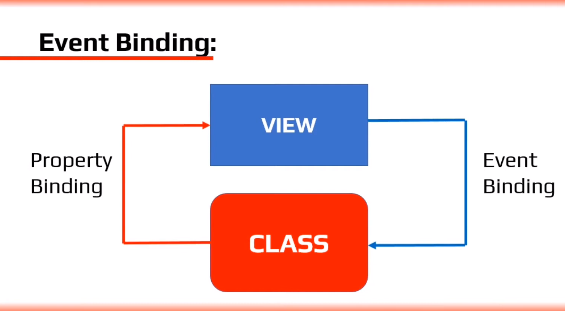 Event Binding:
VIEW
Property
Binding
Event
Binding
CLASS